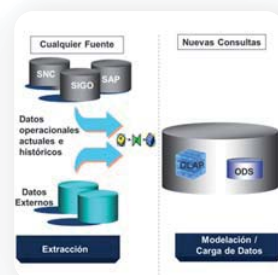 Cualquier Fuente
Nuevas Consultas
SNC
SIGO
SAP
Datos
operacionales
actuales e
históricos
OLAP
ODS
Datos
Externos
Extracción
Modelación /
Carga de Datos